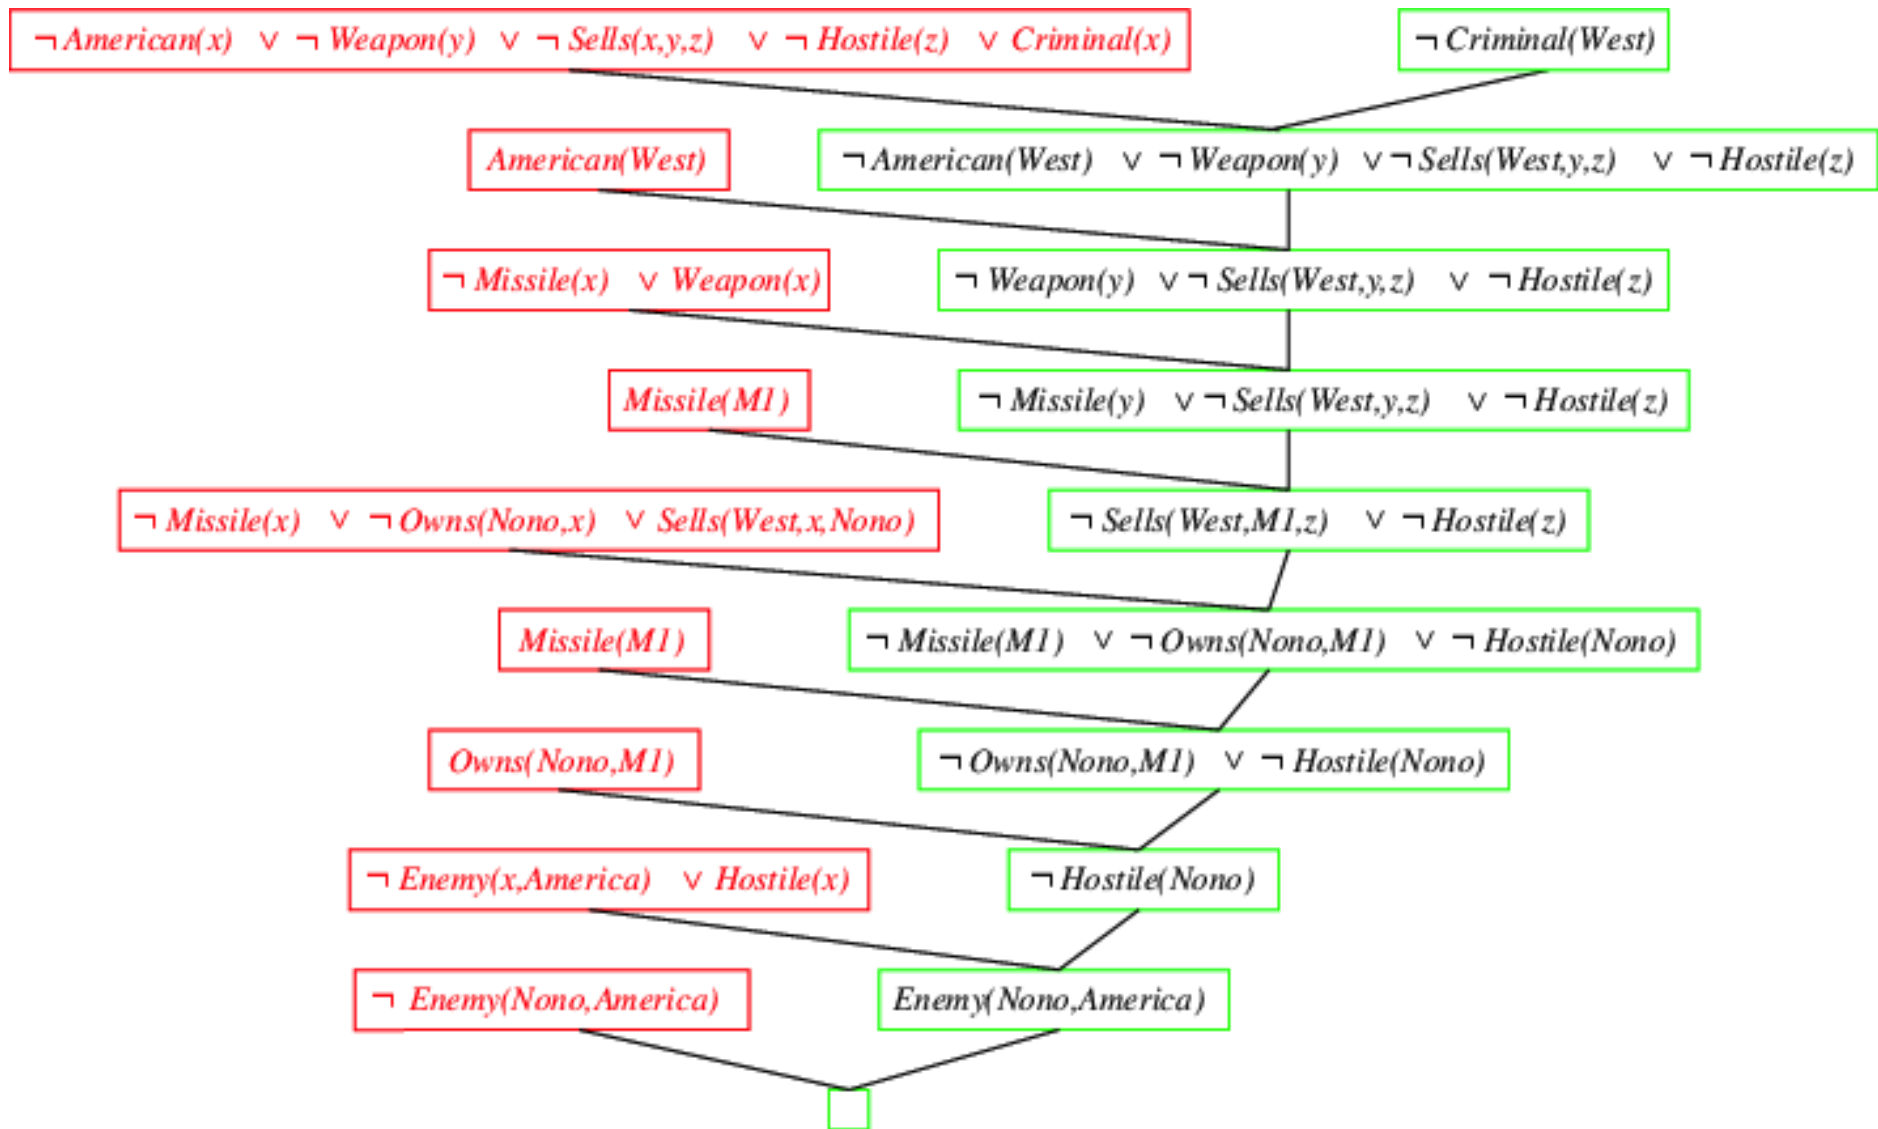 ¬ American(x) ∨ ¬ Weapon(y) ∨ ¬ Sells(x,y,z) ∨ ¬ Hostile(z) ∨ Criminal(x) ¬ Criminal(West)
American(West) ¬ American(West) ∨ ¬ Weapon(y) ∨ ¬ Sells(West,y,z) ∨ ¬ Hostile(z)
¬ Missile(x) ∨ Weapon(x) ¬ Weapon(y) ∨ ¬ Sells(West,y,z) ∨ ¬ Hostile(z)
Missile(M1) ¬ Missile(y) ∨ ¬ Sells(West,y,z) ∨ ¬ Hostile(z)
¬ Missile(x) ∨ ¬ Owns(Nono,x) ∨ Sells(West,x,Nono) ¬ Sells(West,M1,z) ∨ ¬ Hostile(z)
Missile(M1) ¬ Missile(M1) ∨ ¬ Owns(Nono,M1) ∨ ¬ Hostile(Nono)
Owns(Nono,M1) ¬ Owns(Nono,M1) ∨ ¬ Hostile(Nono)
¬ Enemy(x,America) ∨ Hostile(x) ¬ Hostile(Nono)
¬ Enemy(Nono,America) Enemy(Nono,America)